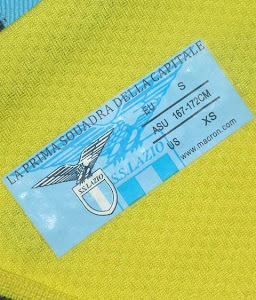 LA PRIMA SQUADRA DELLA CAPITALE
S.S.LAZIO
S.S.LAZIO
EU S
ASU 167-172CM
US XS
www.macron.com